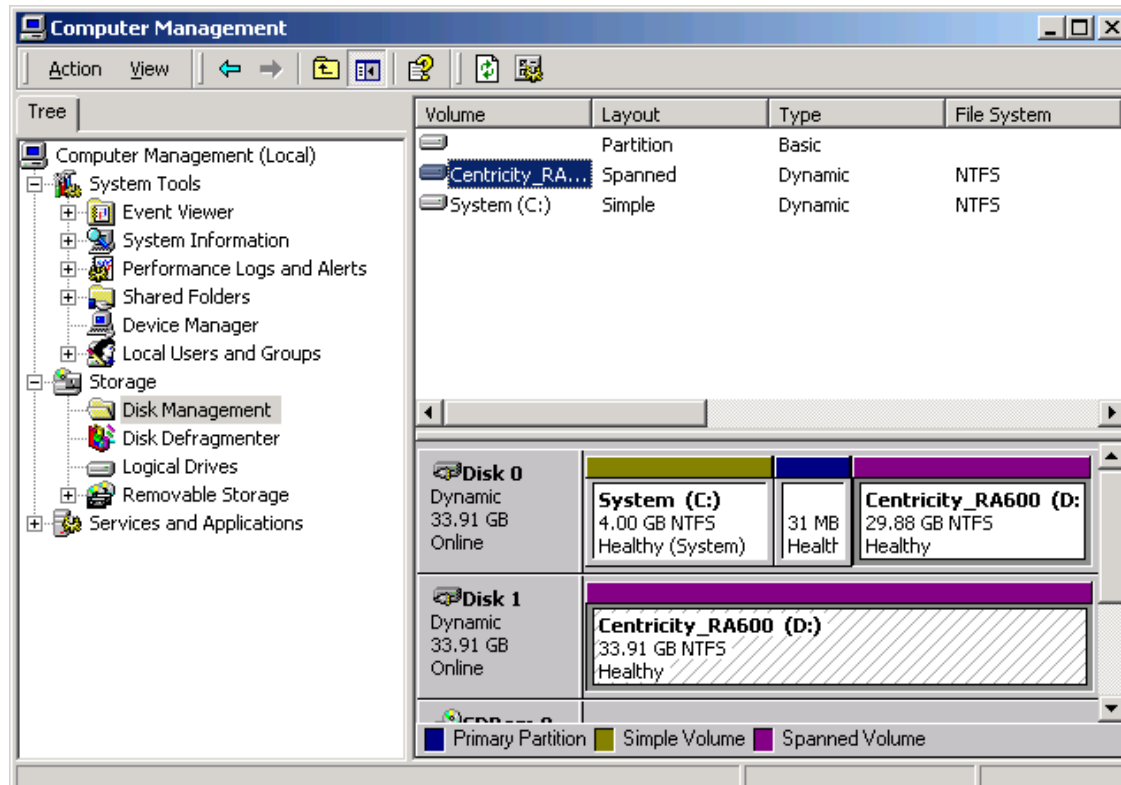 Computer Management
Action View
Tree
Computer Management (Local)
System Tools
Event Viewer
System Information
Performance Logs and Alerts
Shared Folders
Device Manager
Local Users and Groups
Storage
Disk Management
Disk Defragmenter
Logical Drives
Removable Storage
Services and Applications
Volume Layout Type File System
Partition Basic
Centricity_RA... Spanned Dynamic NTFS
System (C:) Simple Dynamic NTFS
Disk 0
Dynamic
33.91 GB
Online
System (C:)
4.00 GB NTFS
Healthy (System)
31 MB
Healt
Centricity_RA600 (D:
29.88 GB NTFS
Healthy
Disk 1
Dynamic
33.91 GB
Online
Centricity_RA600 (D:)
33.91 GB NTFS
Healthy
Primary Partition Simple Volume Spanned Volume